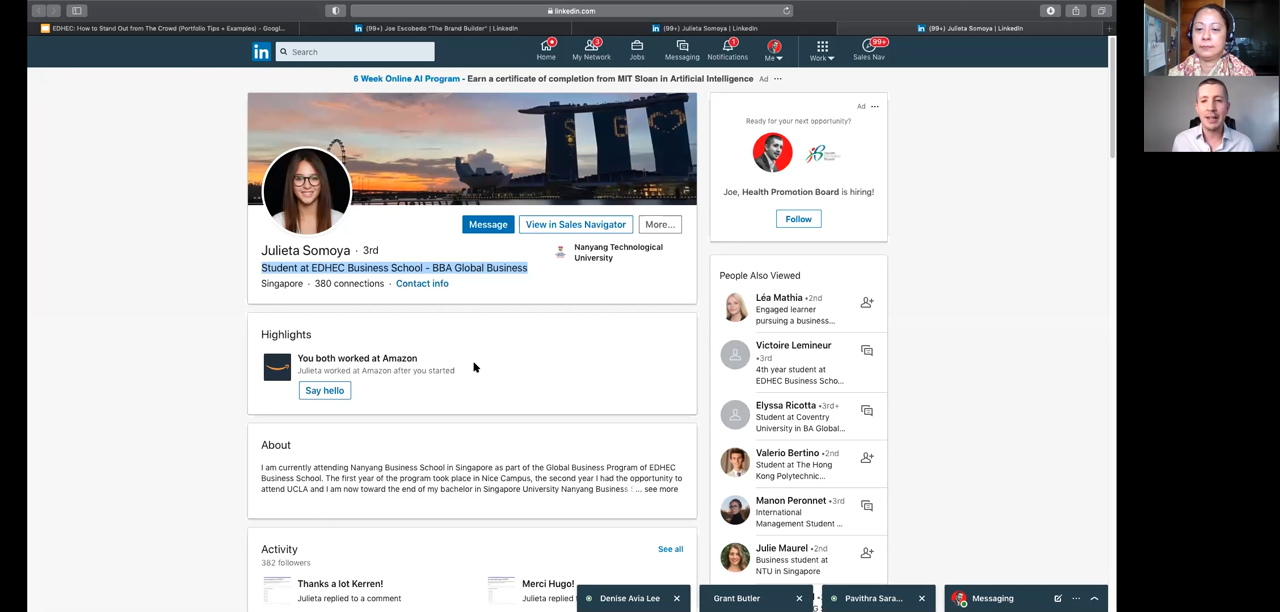 linkedin.com
EDHEC: How to Stand Out from The Crowd (Portfolio Tips + Examples) - Googl...
(99+) Joe Escobedo "The Brand Builder" | LinkedIn
(99+) Julieta Somoya | LinkedIn
(99+) Julieta Somoya | LinkedIn
in
Search
Home
3
My Network
Jobs
Messaging
1
Notifications
Me
Work
99+
Sales Nav
6 Week Online AI Program - Earn a certificate of completion from MIT Sloan in Artificial Intelligence Ad ...
Julieta Somoya · 3rd
Student at EDHEC Business School - BBA Global Business
Singapore · 380 connections · Contact info
Message
View in Sales Navigator
More...
Nanyang Technological
University
Highlights
You both worked at Amazon
Julieta worked at Amazon after you started
Say hello
About
I am currently attending Nanyang Business School in Singapore as part of the Global Business Program of EDHEC
Business School. The first year of the program took place in Nice Campus, the second year I had the opportunity to
attend UCLA and I am now toward the end of my bachelor in Singapore University Nanyang Business ... see more
Activity
382 followers
See all
Thanks a lot Kerren!
Julieta replied to a comment
Merci Hugo!
Julieta replied
Ad ...
Ready for your next opportunity?
Joe, Health Promotion Board is hiring!
Follow
People Also Viewed
Léa Mathia • 2nd
Engaged learner
pursuing a business...
Victoire Lemineur
• 3rd
4th year student at
EDHEC Business Scho...
Elyssa Ricotta • 3rd+
Student at Coventry
University in BA Global...
Valerio Bertino • 2nd
Student at The Hong
Kong Polytechnic...
Manon Peronnet • 3rd
International
Management Student ...
Julie Maurel • 2nd
Business student at
NTU in Singapore
Denise Avia Lee
Grant Butler
Pavithra Sara...
Messaging